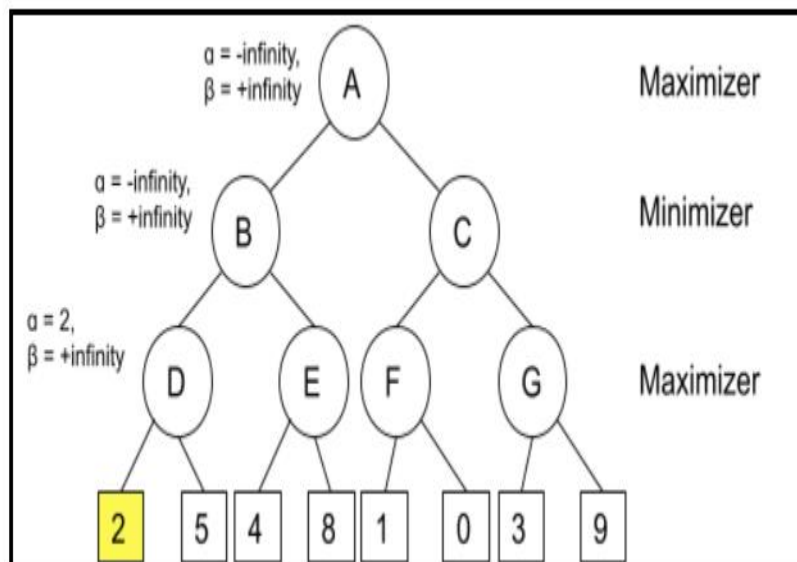 α = -infinity,
β = +infinity
A
Maximizer
α = -infinity,
β = +infinity
B
C
Minimizer
α = 2,
β = +infinity
D
E
F
G
Maximizer
2
5
4
8
1
0
3
9